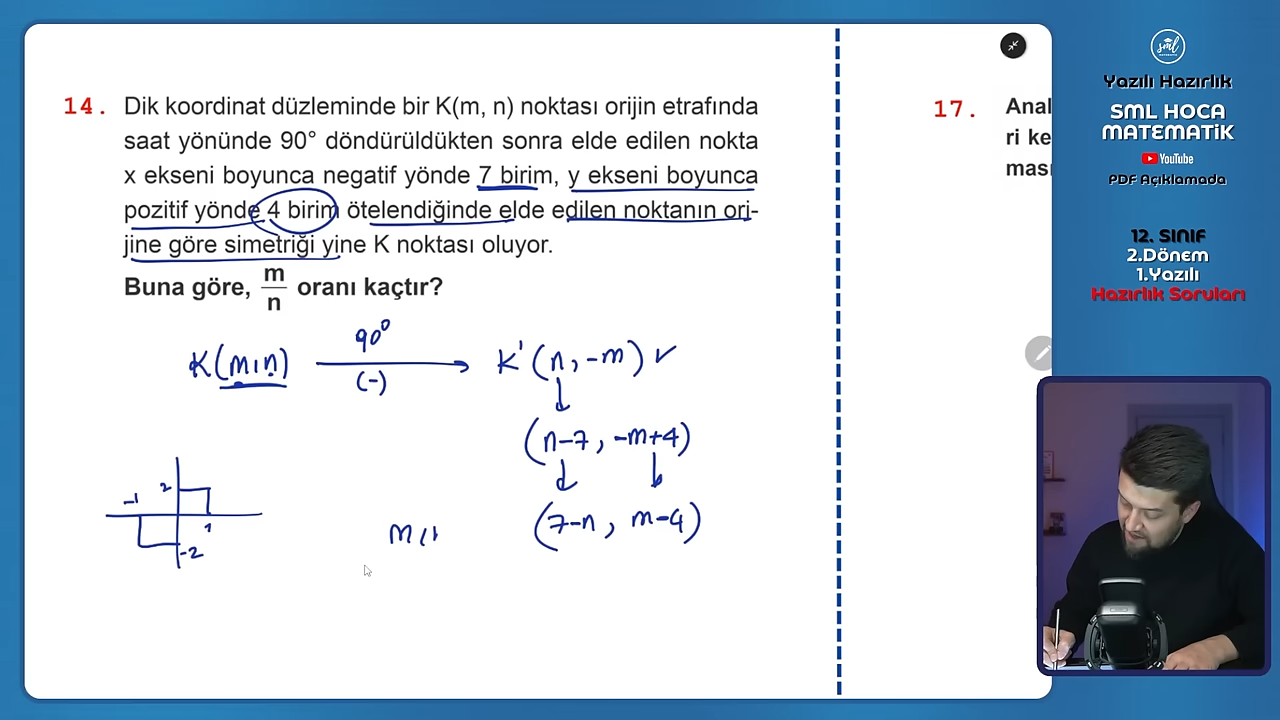 14. Dik koordinat düzleminde bir K(m, n) noktası orijin etrafında
saat yönünde 90° döndürüldükten sonra elde edilen nokta
x ekseni boyunca negatif yönde 7 birim, y ekseni boyunca
pozitif yönde 4 birim ötelendiğinde elde edilen noktanın ori-
jine göre simetriği yine K noktası oluyor.
Buna göre, m/n oranı kaçtır?
90°
K(m,n)
(-)
K'(n,-m) ✓
(n-7, -m+4)
(7-n, m-4)
-1
2
1
-2
m,
17. Anal
ri ke
ması
sml
Yazılı Hazırlık
SML HOCA
MATEMATİK
YouTube
PDF Açıklamada
12. SINIF
2.Dönem
1.Yazılı
Hazırlık Soruları